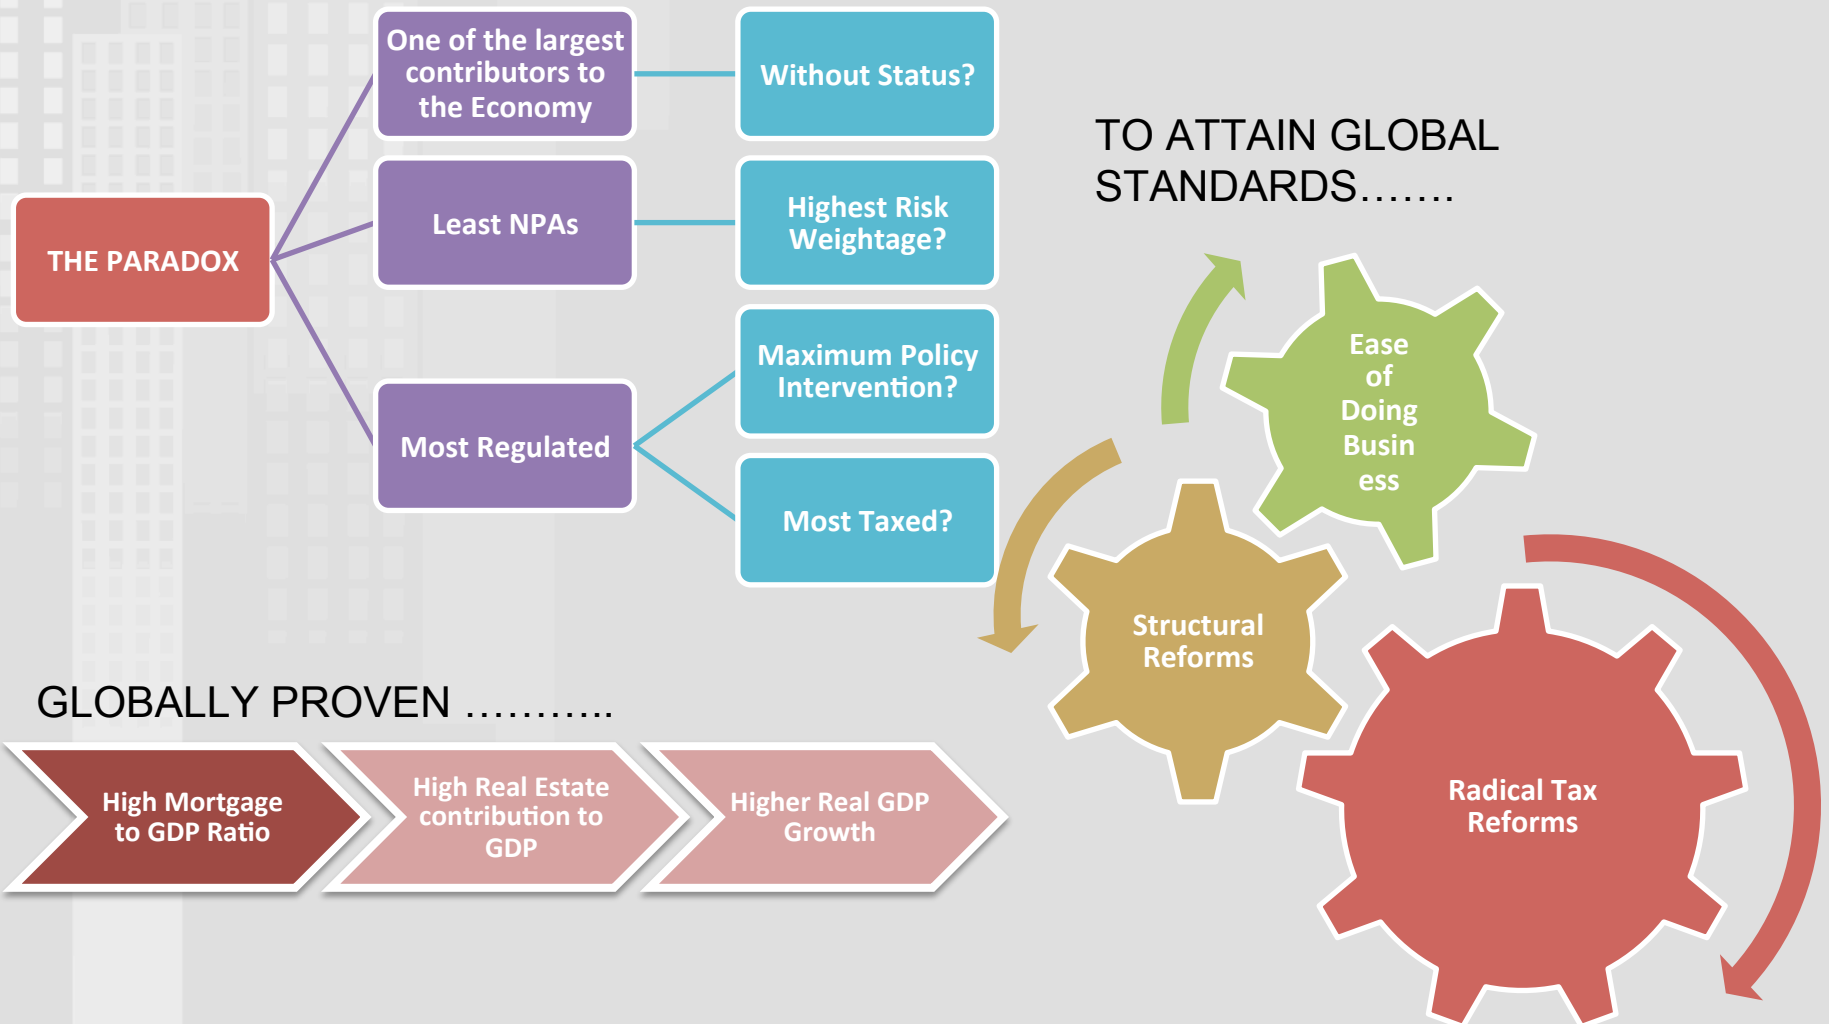 THE PARADOX
One of the largest
contributors to
the Economy
Without Status?
Least NPAs
Highest Risk
Weightage?
Most Regulated
Maximum Policy
Intervention?
Most Taxed?
GLOBALLY PROVEN ………..
High Mortgage
to GDP Ratio
High Real Estate
contribution to
GDP
Higher Real GDP
Growth
TO ATTAIN GLOBAL
STANDARDS…….
Ease
of
Doing
Busin
ess
Structural
Reforms
Radical Tax
Reforms